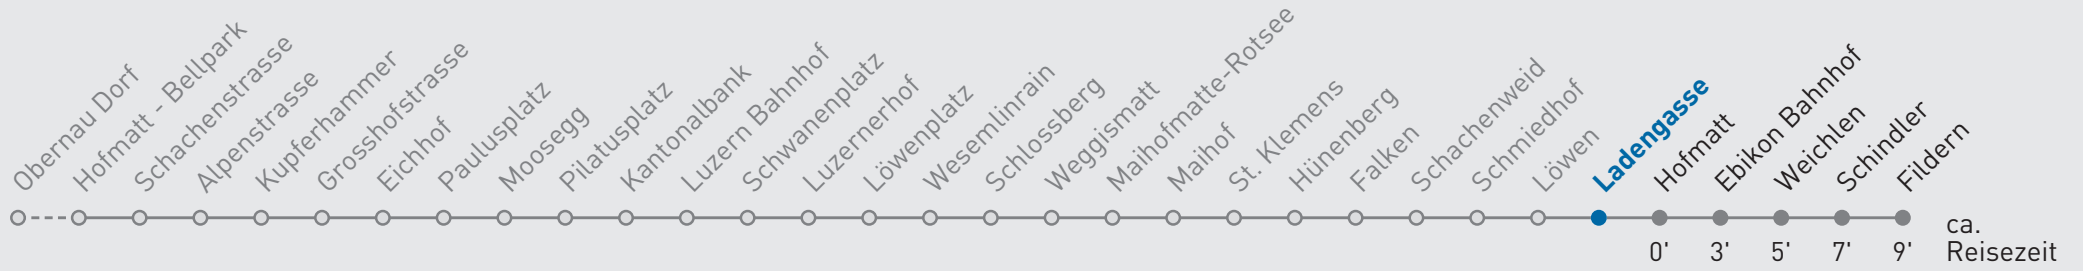 Obernau Dorf
Hofmatt - Bellpark
Schachenstrasse
Alpenstrasse
Kupferhammer
Grosshofstrasse
Eichhof
Paulusplatz
Moosegg
Pilatusplatz
Kantonalbank
Luzern Bahnhof
Schwanenplatz
Luzernerhof
Löwenplatz
Wesemlinrain
Schlossberg
Weggismatt
Maihofmatte-Rotsee
Maihof
St. Klemens
Hünenberg
Falken
Schachenweid
Schmiedhof
Löwen
Ladengasse
Hofmatt
Ebikon Bahnhof
Weichlen
Schindler
Fildern
ca.
0' 3' 5' 7' 9' Reisezeit